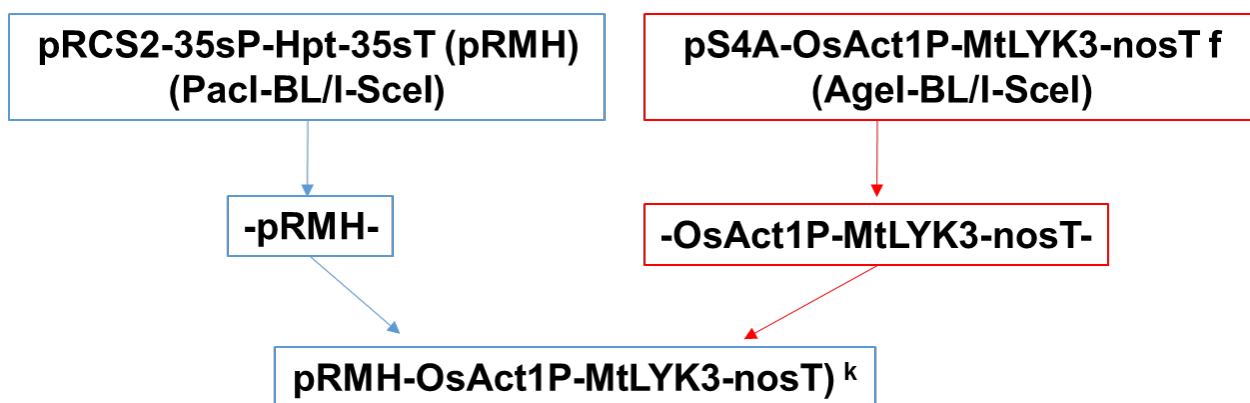 pRCS2-35sP-Hpt-35sT (pRMH)
(PacI-BL/I-SceI)
pS4A-OsAct1P-MtLYK3-nosT f
(AgeI-BL/I-SceI)
-pRMH-
-OsAct1P-MtLYK3-nosT-
pRMH-OsAct1P-MtLYK3-nosT) k